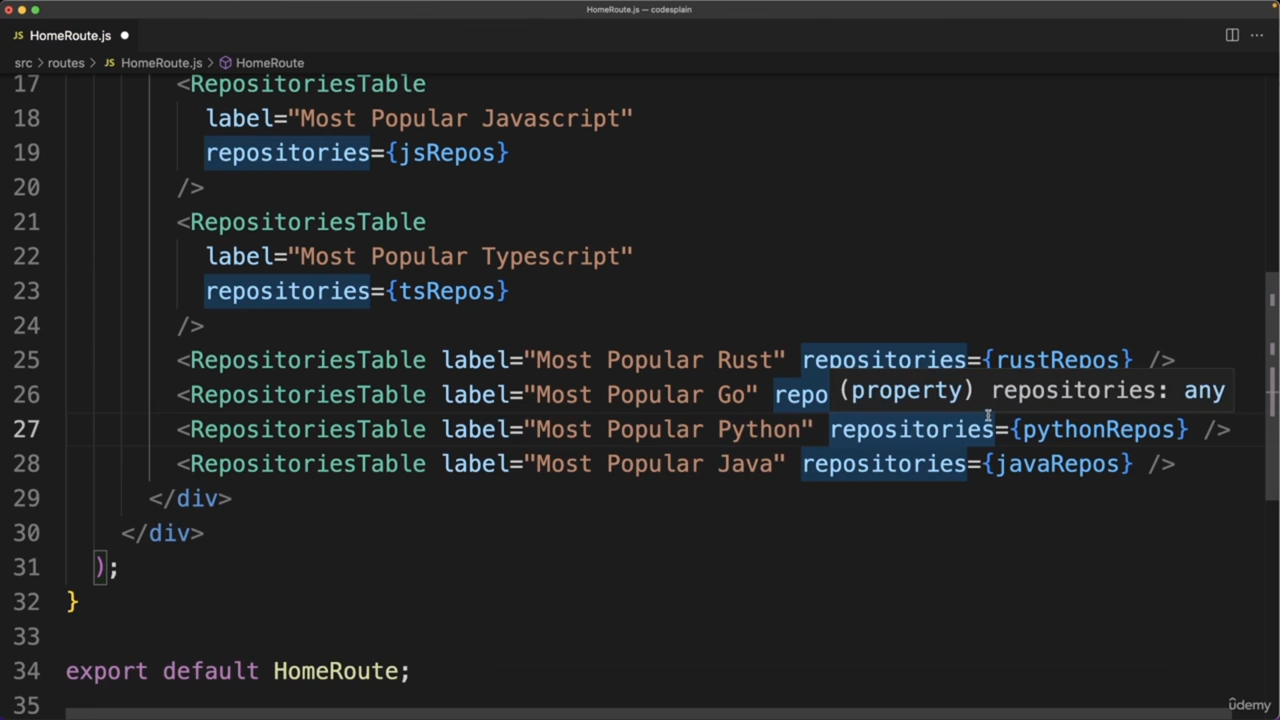 HomeRoute.js — codesplain
JS HomeRoute.js
src > routes > JS HomeRoute.js > HomeRoute
17 <RepositoriesTable
18 label="Most Popular Javascript"
19 repositories={jsRepos}
20 />
21 <RepositoriesTable
22 label="Most Popular Typescript"
23 repositories={tsRepos}
24 />
25 <RepositoriesTable label="Most Popular Rust" repositories={rustRepos} />
26 <RepositoriesTable label="Most Popular Go" repo
(property) repositories: any
27 <RepositoriesTable label="Most Popular Python" repositories={pythonRepos} />
28 <RepositoriesTable label="Most Popular Java" repositories={javaRepos} />
29 </div>
30 </div>
31 );
32 }
33
34 export default HomeRoute;
35
ûdemy